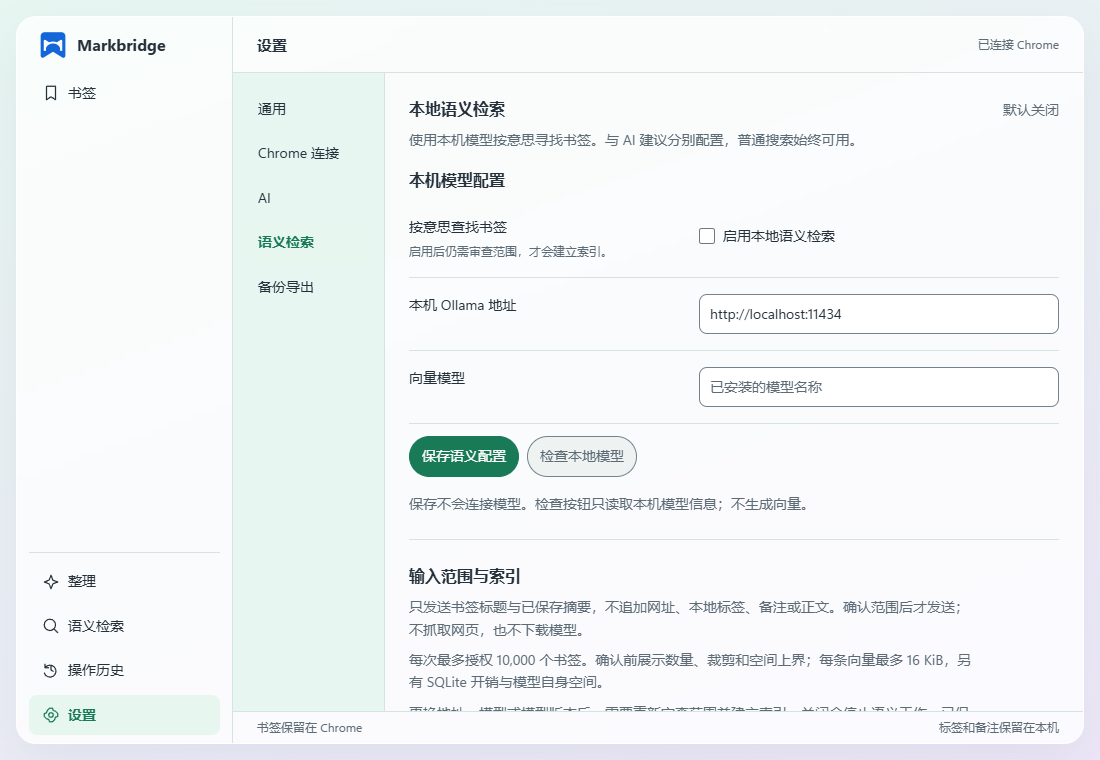 Markbridge
书签
整理
语义检索
操作历史
设置
设置
已连接 Chrome
通用
Chrome 连接
AI
语义检索
备份导出
本地语义检索
默认关闭
使用本机模型按意思寻找书签。与 AI 建议分别配置，普通搜索始终可用。
本机模型配置
按意思查找书签
启用后仍需审查范围，才会建立索引。
启用本地语义检索
本机 Ollama 地址
http://localhost:11434
向量模型
已安装的模型名称
保存语义配置
检查本地模型
保存不会连接模型。检查按钮只读取本机模型信息；不生成向量。
输入范围与索引
只发送书签标题与已保存摘要，不追加网址、本地标签、备注或正文。确认范围后才发送；
不抓取网页，也不下载模型。
每次最多授权 10,000 个书签。确认前展示数量、裁剪和空间上界；每条向量最多 16 KiB，另
有 SQLite 开销与模型自身空间。
书签保留在 Chrome
标签和备注保留在本机